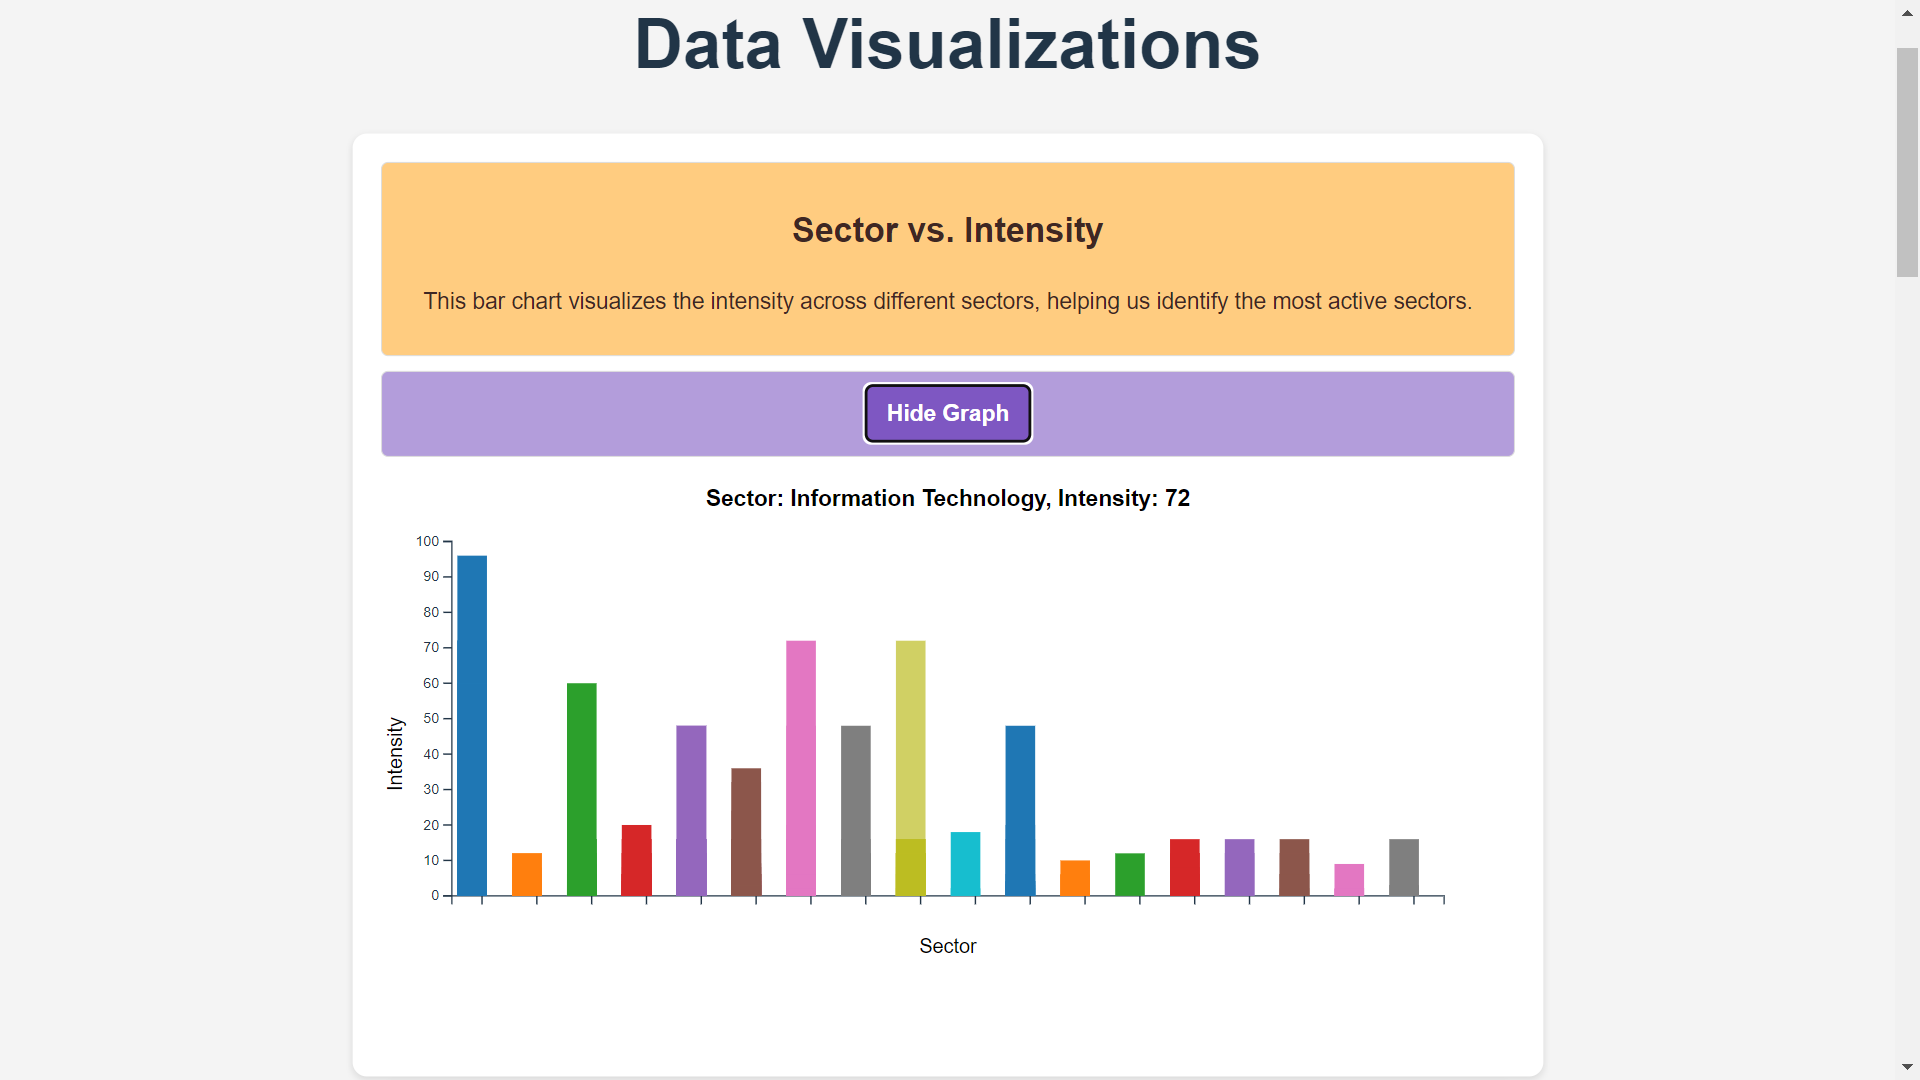 Data Visualizations
Sector vs. Intensity
This bar chart visualizes the intensity across different sectors, helping us identify the most active sectors.
Hide Graph
Sector: Information Technology, Intensity: 72
100
90
80
70
60
50
40
30
20
10
0
Intensity
Sector